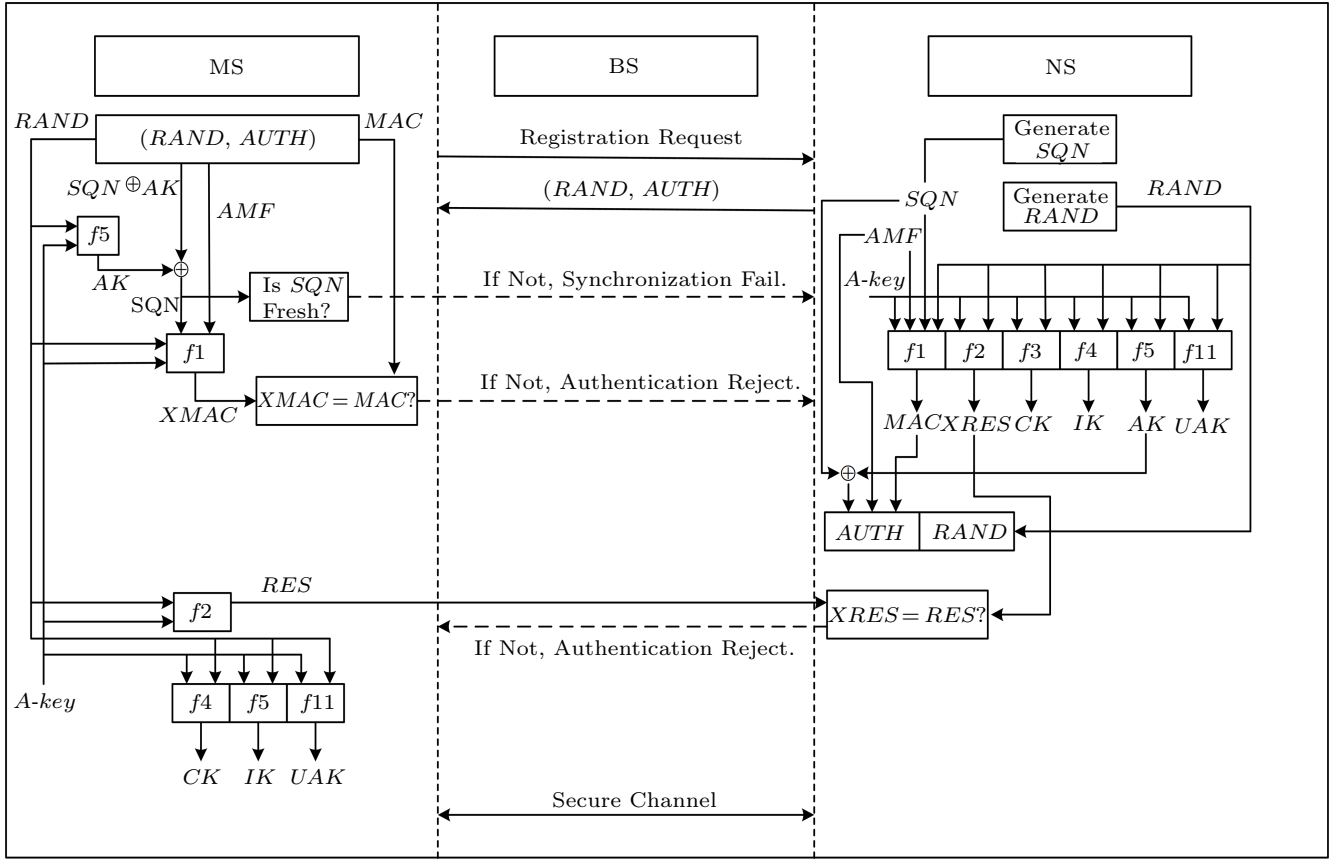 MS
BS
NS
RAND
(RAND, AUTH)
MAC
Registration Request
Generate
SQN
SQN ⊕ AK
AMF
(RAND, AUTH)
SQN
Generate
RAND
RAND
f5
AMF
AK
⊕
SQN
Is SQN
Fresh?
If Not, Synchronization Fail.
A-key
f1
f1
f2
f3
f4
f5
f11
XMAC
XMAC = MAC?
If Not, Authentication Reject.
MAC
XRES
CK
IK
AK
UAK
⊕
AUTH
RAND
RES
f2
XRES = RES?
If Not, Authentication Reject.
A-key
f4
f5
f11
CK
IK
UAK
Secure Channel